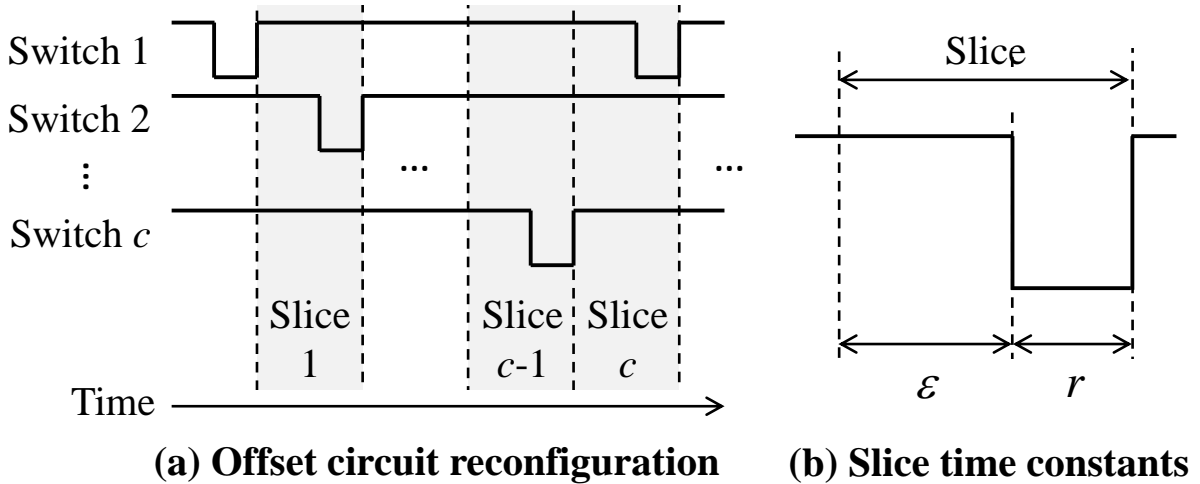 Switch 1
Switch 2
⋮
Switch c
...
...
Slice
1
Slice
c-1
Slice
c
Time
(a) Offset circuit reconfiguration
Slice
ε
r
(b) Slice time constants